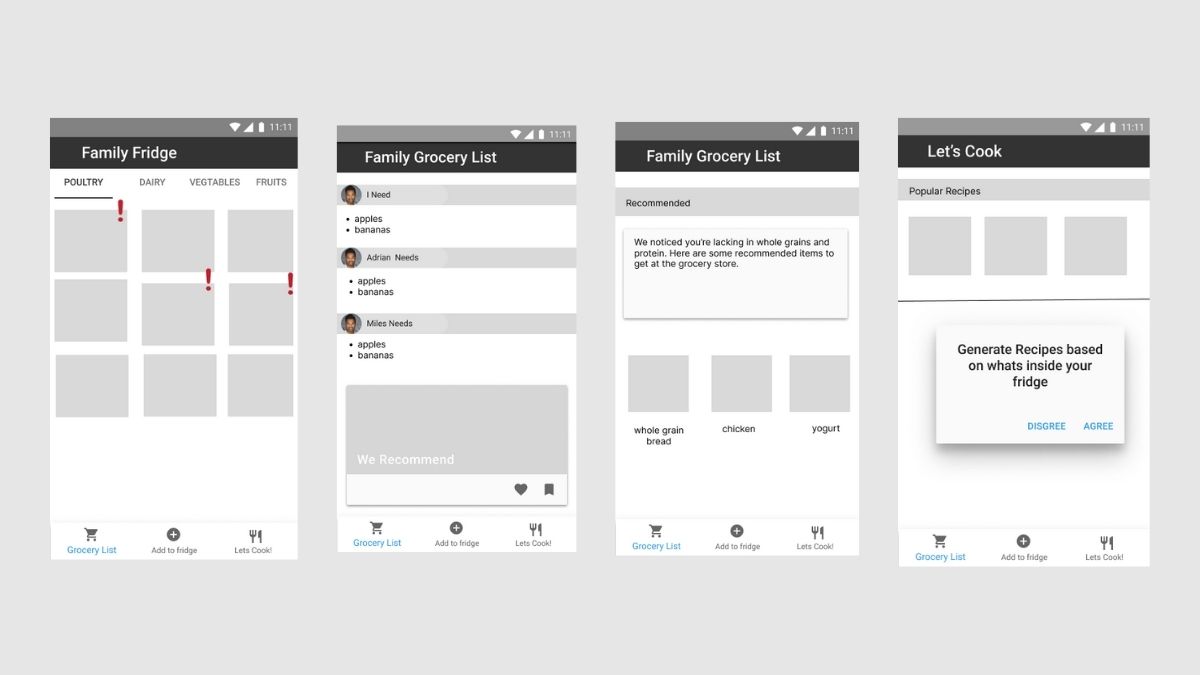 11:11
Family Fridge
POULTRY DAIRY VEGTABLES FRUITS
!
!
!
Grocery List Add to fridge Lets Cook!
11:11
Family Grocery List
I Need
• apples
• bananas
Adrian Needs
• apples
• bananas
Miles Needs
• apples
• bananas
We Recommend
Grocery List Add to fridge Lets Cook!
11:11
Family Grocery List
Recommended
We noticed you're lacking in whole grains and
protein. Here are some recommended items to
get at the grocery store.
whole grain
bread
chicken
yogurt
Grocery List Add to fridge Lets Cook!
11:11
Let's Cook
Popular Recipes
Generate Recipes based
on whats inside your
fridge
DISGREE AGREE
Grocery List Add to fridge Lets Cook!